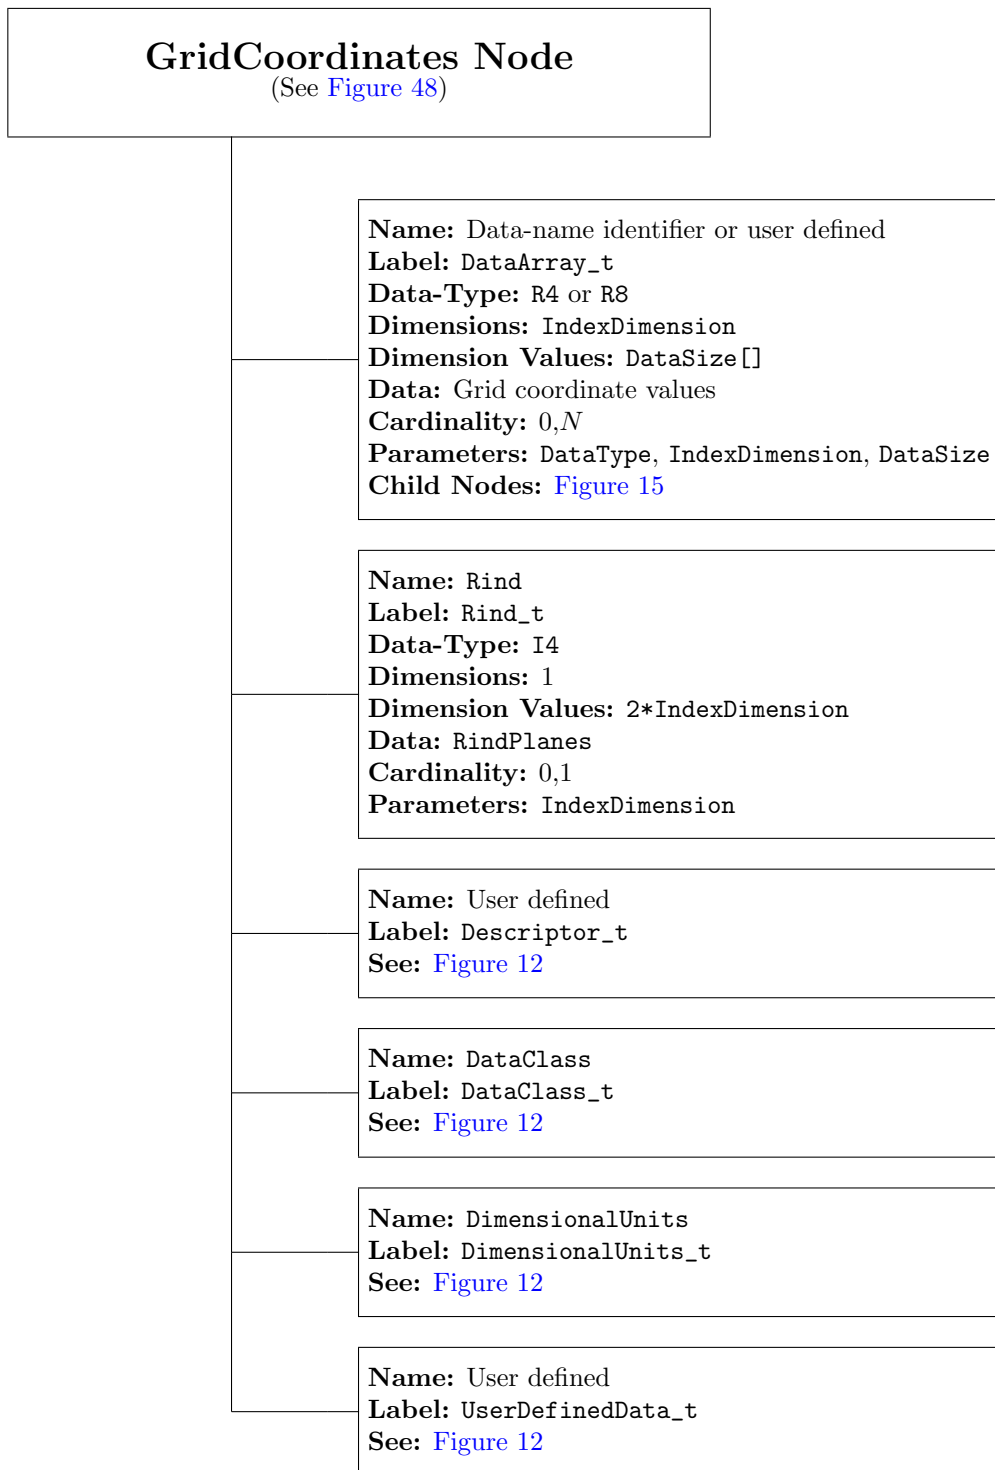 GridCoordinates Node
(See Figure 48)
Name: Data-name identifier or user defined
Label: DataArray_t
Data-Type: R4 or R8
Dimensions: IndexDimension
Dimension Values: DataSize[]
Data: Grid coordinate values
Cardinality: 0,N
Parameters: DataType, IndexDimension, DataSize
Child Nodes: Figure 15
Name: Rind
Label: Rind_t
Data-Type: I4
Dimensions: 1
Dimension Values: 2*IndexDimension
Data: RindPlanes
Cardinality: 0,1
Parameters: IndexDimension
Name: User defined
Label: Descriptor_t
See: Figure 12
Name: DataClass
Label: DataClass_t
See: Figure 12
Name: DimensionalUnits
Label: DimensionalUnits_t
See: Figure 12
Name: User defined
Label: UserDefinedData_t
See: Figure 12